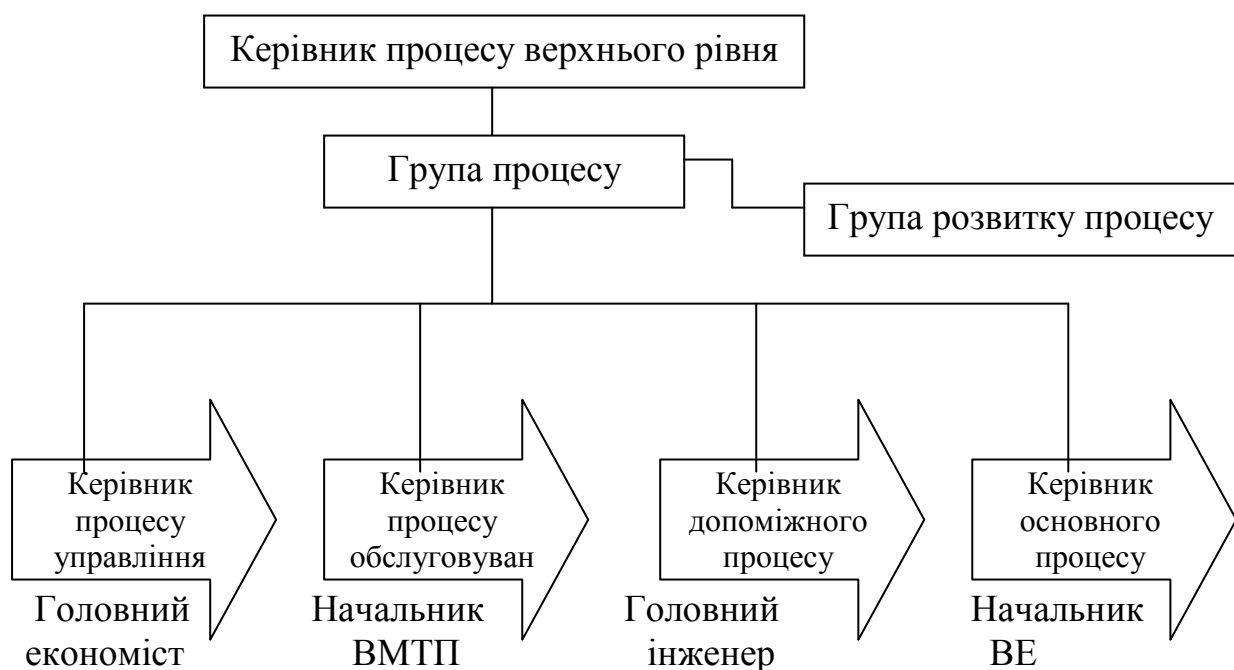 Керівник процесу верхнього рівня
Група процесу
Група розвитку процесу
Керівник
процесу
управління
Керівник
процесу
обслуговуван
Керівник
допоміжного
процесу
Керівник
основного
процесу
Головний
економіст
Начальник
ВМТП
Головний
інженер
Начальник
ВЕ